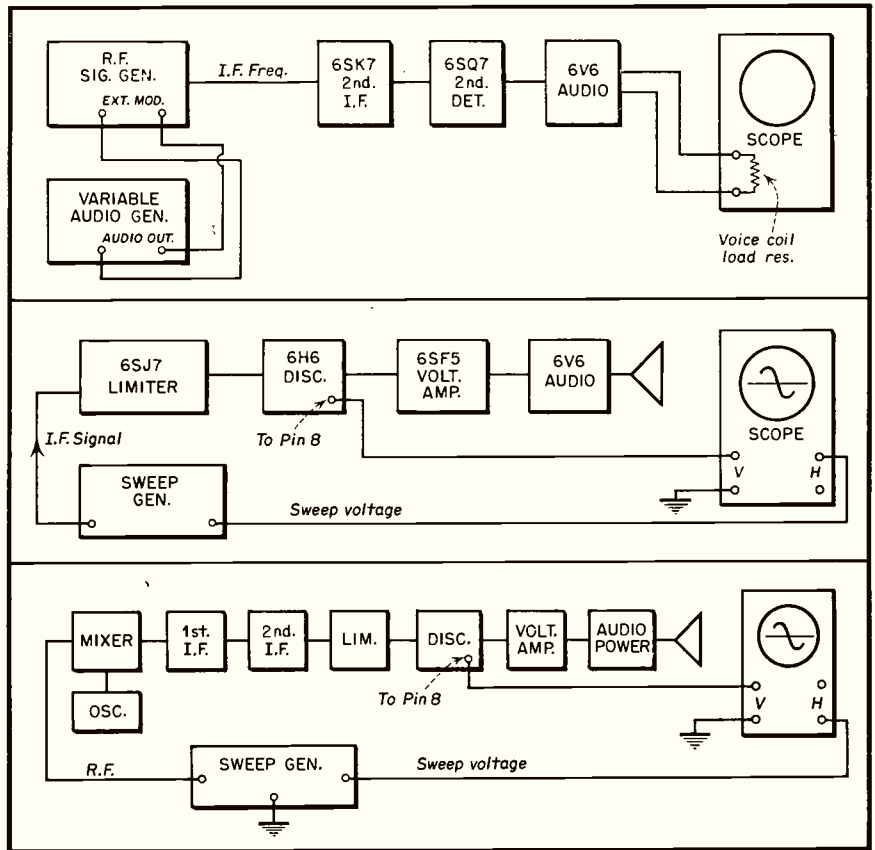 R.F.
SIG. GEN.
EXT. MOD.
I.F. Freq.
6SK7
2nd.
I.F.
6SQ7
2nd.
DET.
6V6
AUDIO
SCOPE
Voice coil
load res.
VARIABLE
AUDIO GEN.
AUDIO OUT.
6SJ7
LIMITER
6H6
DISC.
6SF5
VOLT.
AMP.
6V6
AUDIO
SCOPE
V
H
To Pin 8
I.F. Signal
SWEEP
GEN.
Sweep voltage
MIXER
OSC.
1st.
I.F.
2nd.
I.F.
LIM.
DISC.
VOLT.
AMP.
AUDIO
POWER
To Pin 8
V
H
R.F.
SWEEP GEN.
Sweep voltage